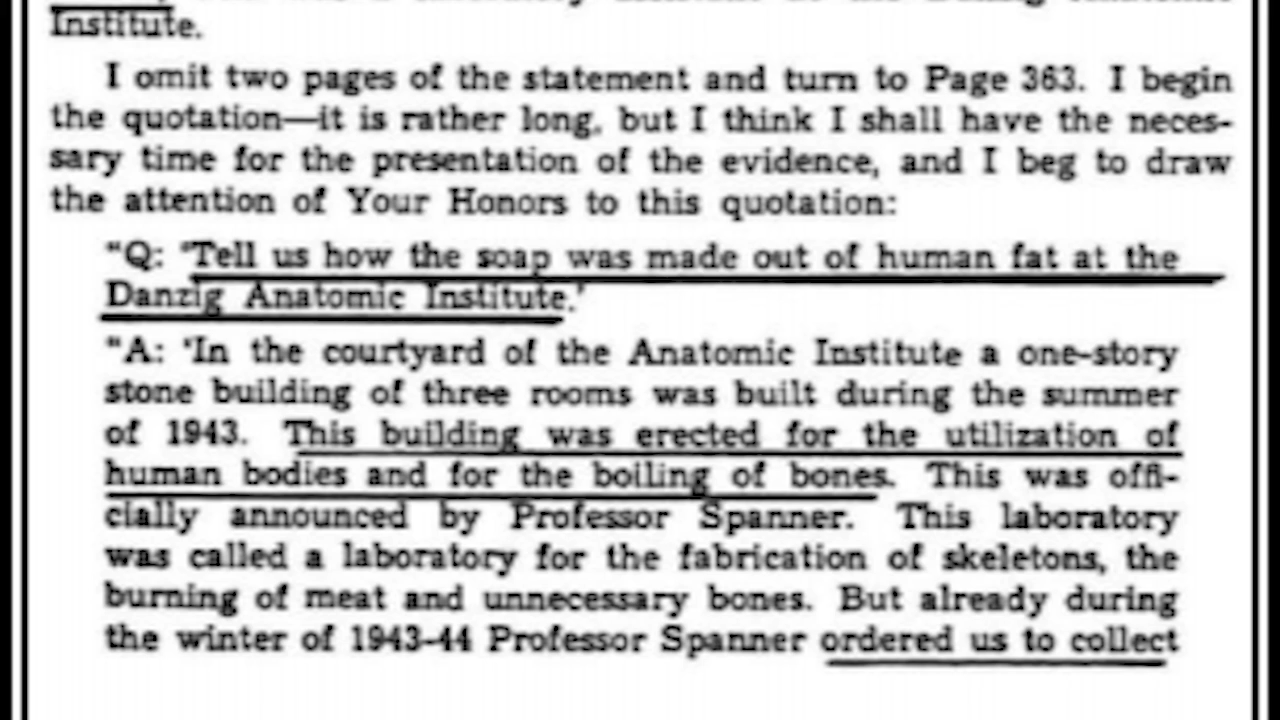 Institute.
I omit two pages of the statement and turn to Page 363. I begin
the quotation—it is rather long, but I think I shall have the neces-
sary time for the presentation of the evidence, and I beg to draw
the attention of Your Honors to this quotation:
"Q: 'Tell us how the soap was made out of human fat at the
Danzig Anatomic Institute.'
"A: 'In the courtyard of the Anatomic Institute a one-story
stone building of three rooms was built during the summer
of 1943. This building was erected for the utilization of
human bodies and for the boiling of bones. This was offi-
cially announced by Professor Spanner. This laboratory
was called a laboratory for the fabrication of skeletons, the
burning of meat and unnecessary bones. But already during
the winter of 1943-44 Professor Spanner ordered us to collect